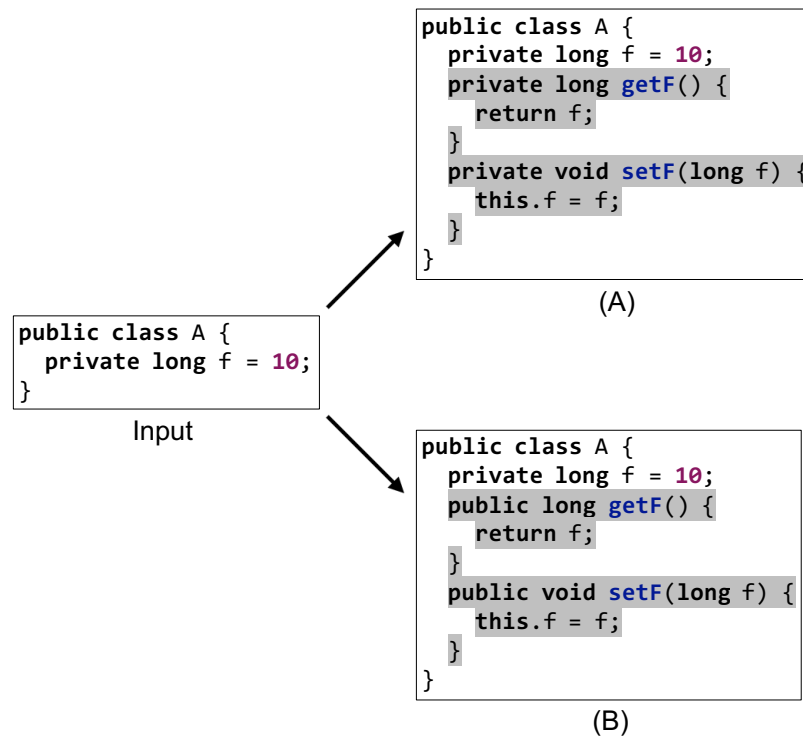 public class A {
private long f = 10;
private long getF() {
return f;
}
private void setF(long f) {
this.f = f;
}
}
(A)
public class A {
private long f = 10;
}
Input
public class A {
private long f = 10;
public long getF() {
return f;
}
public void setF(long f) {
this.f = f;
}
}
(B)